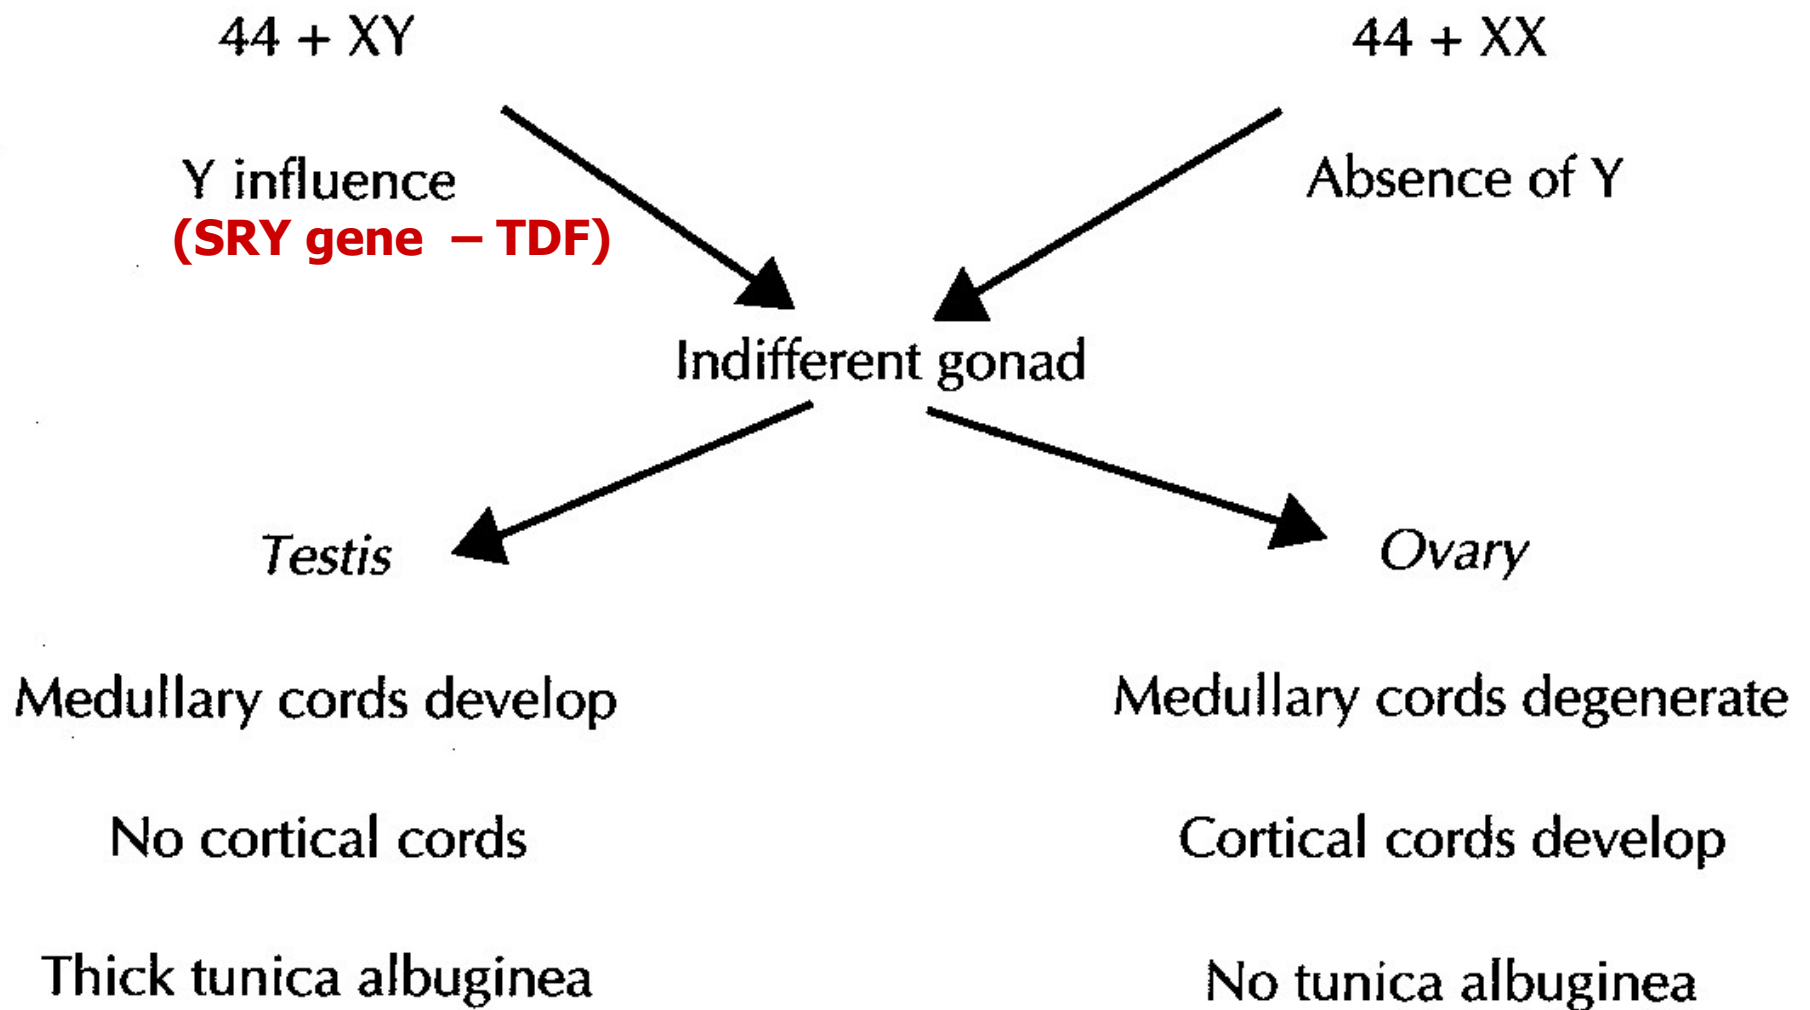 44 + XY
44 + XX
Y influence
(SRY gene – TDF)
Absence of Y
Indifferent gonad
Testis
Ovary
Medullary cords develop
Medullary cords degenerate
No cortical cords
Cortical cords develop
Thick tunica albuginea
No tunica albuginea